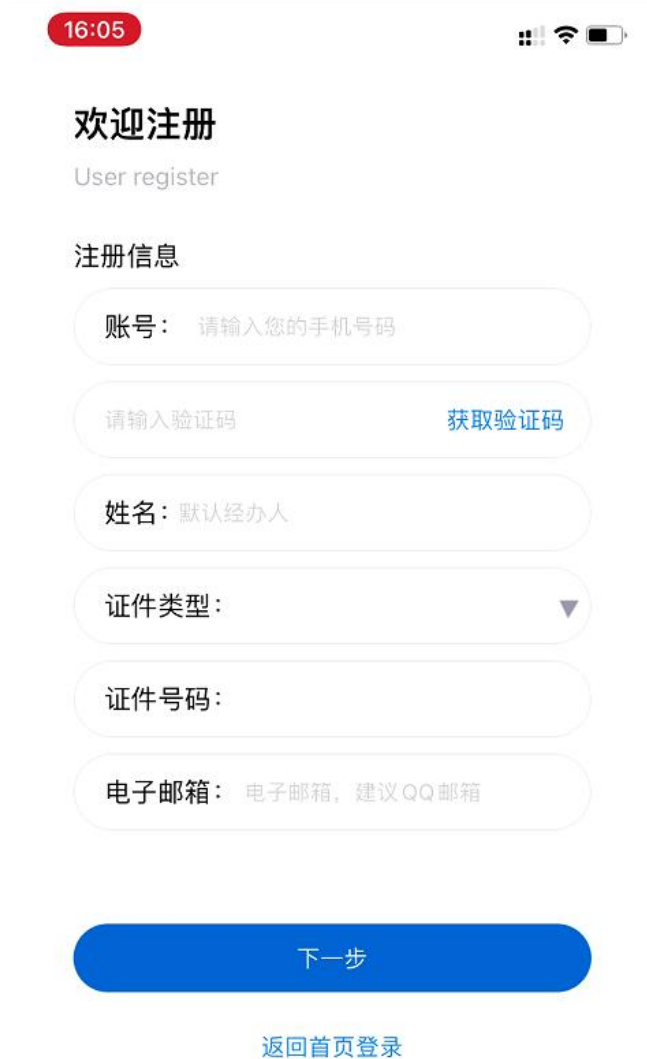 16:05
欢迎注册
User register
注册信息
账号： 请输入您的手机号码
请输入验证码 获取验证码
姓名：默认经办人
证件类型：
证件号码：
电子邮箱： 电子邮箱，建议QQ邮箱
下一步
返回首页登录